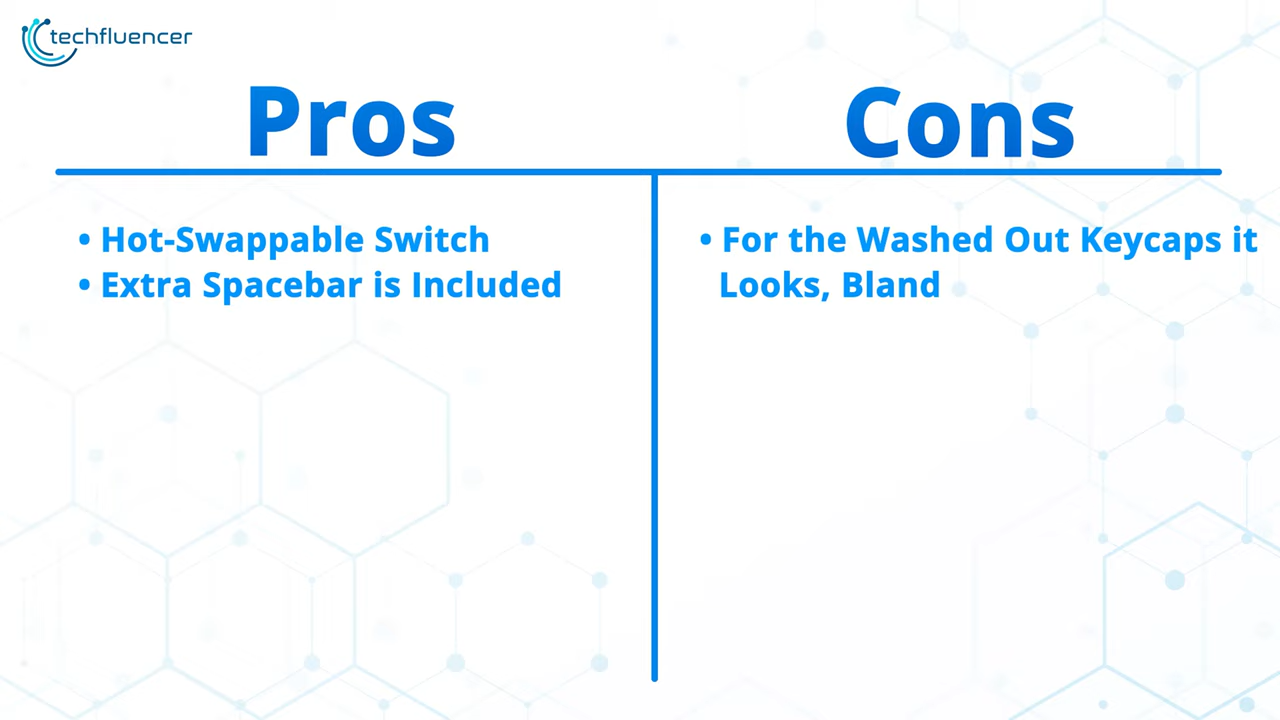 techfluencer
Pros
Cons
• Hot-Swappable Switch
• Extra Spacebar is Included
• For the Washed Out Keycaps it
Looks, Bland